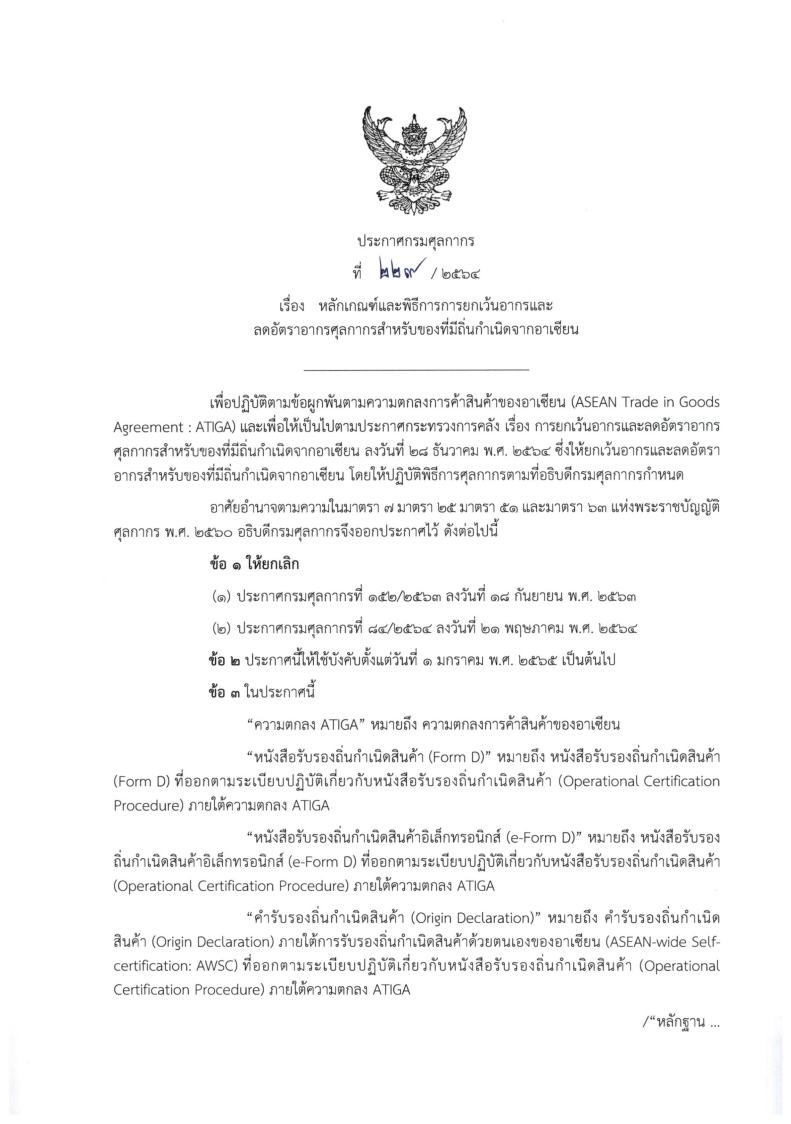 ประกาศกรมศุลกากร
ที่ ๒๒๗ / ๒๕๖๔
เรื่อง หลักเกณฑ์และพิธีการการยกเว้นอากรและ
ลดอัตราอากรศุลกากรสำหรับของที่มีถิ่นกำเนิดจากอาเซียน
เพื่อปฏิบัติตามข้อผูกพันตามความตกลงการค้าสินค้าของอาเซียน (ASEAN Trade in Goods
Agreement : ATIGA) และเพื่อให้เป็นไปตามประกาศกระทรวงการคลัง เรื่อง การยกเว้นอากรและลดอัตราอากร
ศุลกากรสำหรับของที่มีถิ่นกำเนิดจากอาเซียน ลงวันที่ ๒๘ ธันวาคม พ.ศ. ๒๕๖๔ ซึ่งให้ยกเว้นอากรและลดอัตรา
อากรสำหรับของที่มีถิ่นกำเนิดจากอาเซียน โดยให้ปฏิบัติพิธีการศุลกากรตามที่อธิบดีกรมศุลกากรกำหนด
อาศัยอำนาจตามความในมาตรา ๗ มาตรา ๒๕ มาตรา ๕๑ และมาตรา ๖๓ แห่งพระราชบัญญัติ
ศุลกากร พ.ศ. ๒๕๖๐ อธิบดีกรมศุลกากรจึงออกประกาศไว้ ดังต่อไปนี้
ข้อ ๑ ให้ยกเลิก
(๑) ประกาศกรมศุลกากรที่ ๑๕๒/๒๕๖๓ ลงวันที่ ๑๘ กันยายน พ.ศ. ๒๕๖๓
(๒) ประกาศกรมศุลกากรที่ ๘๔/๒๕๖๔ ลงวันที่ ๒๑ พฤษภาคม พ.ศ. ๒๕๖๔
ข้อ ๒ ประกาศนี้ให้ใช้บังคับตั้งแต่วันที่ ๑ มกราคม พ.ศ. ๒๕๖๕ เป็นต้นไป
ข้อ ๓ ในประกาศนี้
“ความตกลง ATIGA” หมายถึง ความตกลงการค้าสินค้าของอาเซียน
“หนังสือรับรองถิ่นกำเนิดสินค้า (Form D)” หมายถึง หนังสือรับรองถิ่นกำเนิดสินค้า
(Form D) ที่ออกตามระเบียบปฏิบัติเกี่ยวกับหนังสือรับรองถิ่นกำเนิดสินค้า (Operational Certification
Procedure) ภายใต้ความตกลง ATIGA
“หนังสือรับรองถิ่นกำเนิดสินค้าอิเล็กทรอนิกส์ (e-Form D)” หมายถึง หนังสือรับรอง
ถิ่นกำเนิดสินค้าอิเล็กทรอนิกส์ (e-Form D) ที่ออกตามระเบียบปฏิบัติเกี่ยวกับหนังสือรับรองถิ่นกำเนิดสินค้า
(Operational Certification Procedure) ภายใต้ความตกลง ATIGA
“คำรับรองถิ่นกำเนิดสินค้า (Origin Declaration)” หมายถึง คำรับรองถิ่นกำเนิด
สินค้า (Origin Declaration) ภายใต้การรับรองถิ่นกำเนิดสินค้าด้วยตนเองของอาเซียน (ASEAN-wide Self-
certification: AWSC) ที่ออกตามระเบียบปฏิบัติเกี่ยวกับหนังสือรับรองถิ่นกำเนิดสินค้า (Operational
Certification Procedure) ภายใต้ความตกลง ATIGA
/“หลักฐาน ...